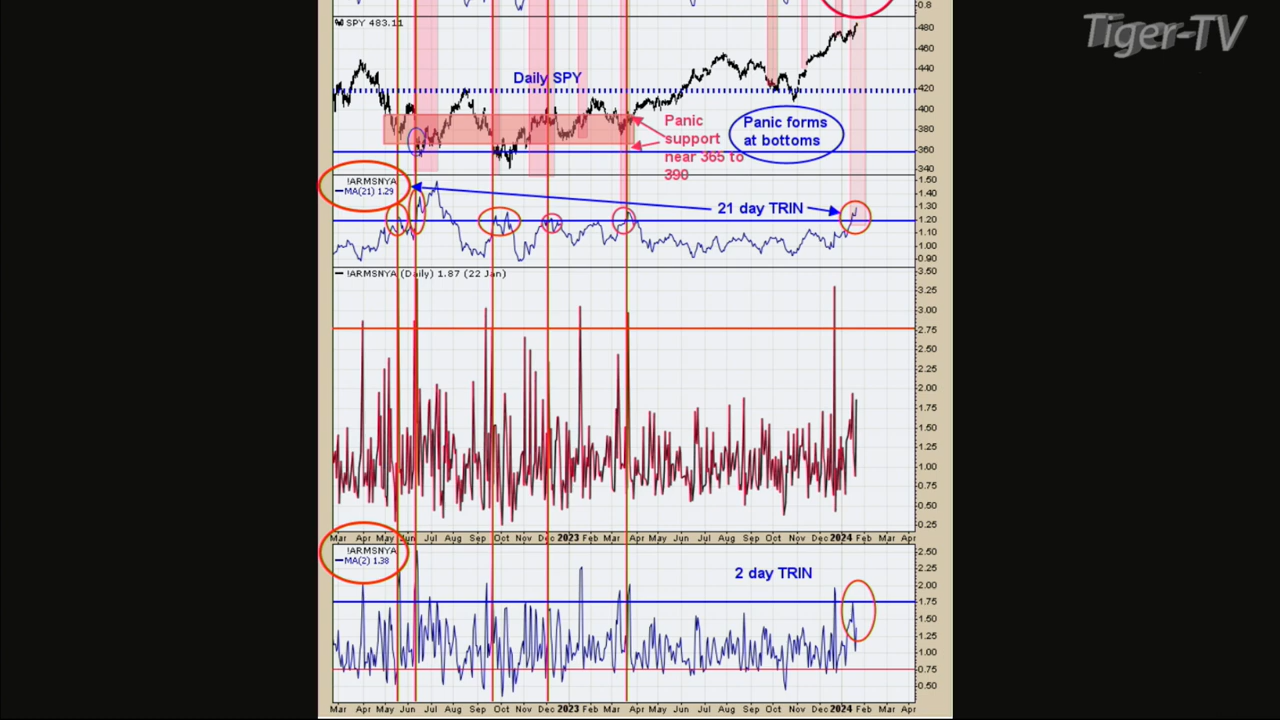 Tiger-TV
0.8
SPY 483.11
480
460
440
420
400
380
360
340
Daily SPY
Panic
support
near 365 to
390
Panic forms
at bottoms
!ARMSNYA
MA(21) 1.29
21 day TRIN
1.50
1.40
1.30
1.20
1.10
1.00
0.90
!ARMSNYA (Daily) 1.87 (22 Jan)
3.50
3.25
3.00
2.75
2.50
2.25
2.00
1.75
1.50
1.25
1.00
0.75
0.50
0.25
Mar Apr May Jun Jul Aug Sep Oct Nov Dec 2023 Feb Mar Apr May Jun Jul Aug Sep Oct Nov Dec 2024 Feb Mar Apr
!ARMSNYA
MA(2) 1.38
2 day TRIN
2.50
2.25
2.00
1.75
1.50
1.25
1.00
0.75
0.50
Mar Apr May Jun Jul Aug Sep Oct Nov Dec 2023 Feb Mar Apr May Jun Jul Aug Sep Oct Nov Dec 2024 Feb Mar Apr